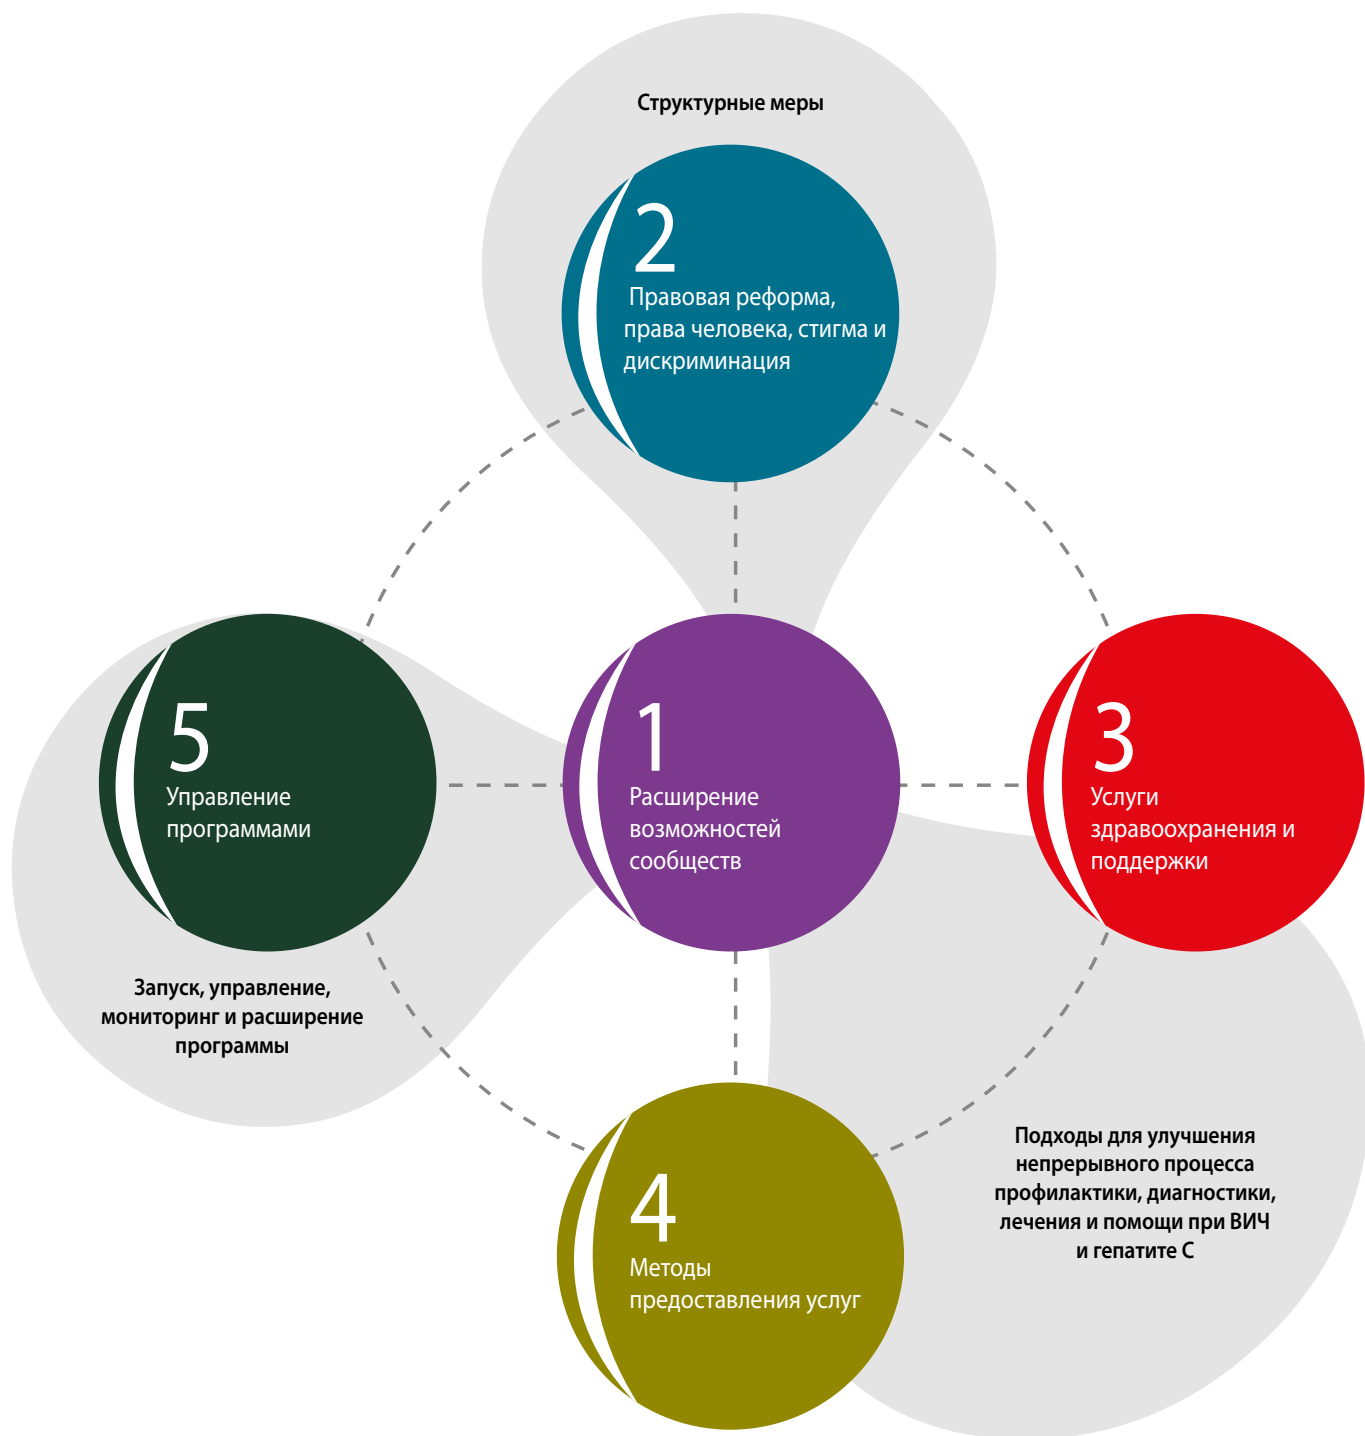 Структурные меры
2
Правовая реформа,
права человека, стигма и
дискриминация
5
Управление
программами
1
Расширение
возможностей
сообществ
3
Услуги
здравоохранения и
поддержки
Запуск, управление,
мониторинг и расширение
программы
4
Методы
предоставления услуг
Подходы для улучшения
непрерывного процесса
профилактики, диагностики,
лечения и помощи при ВИЧ
и гепатите С